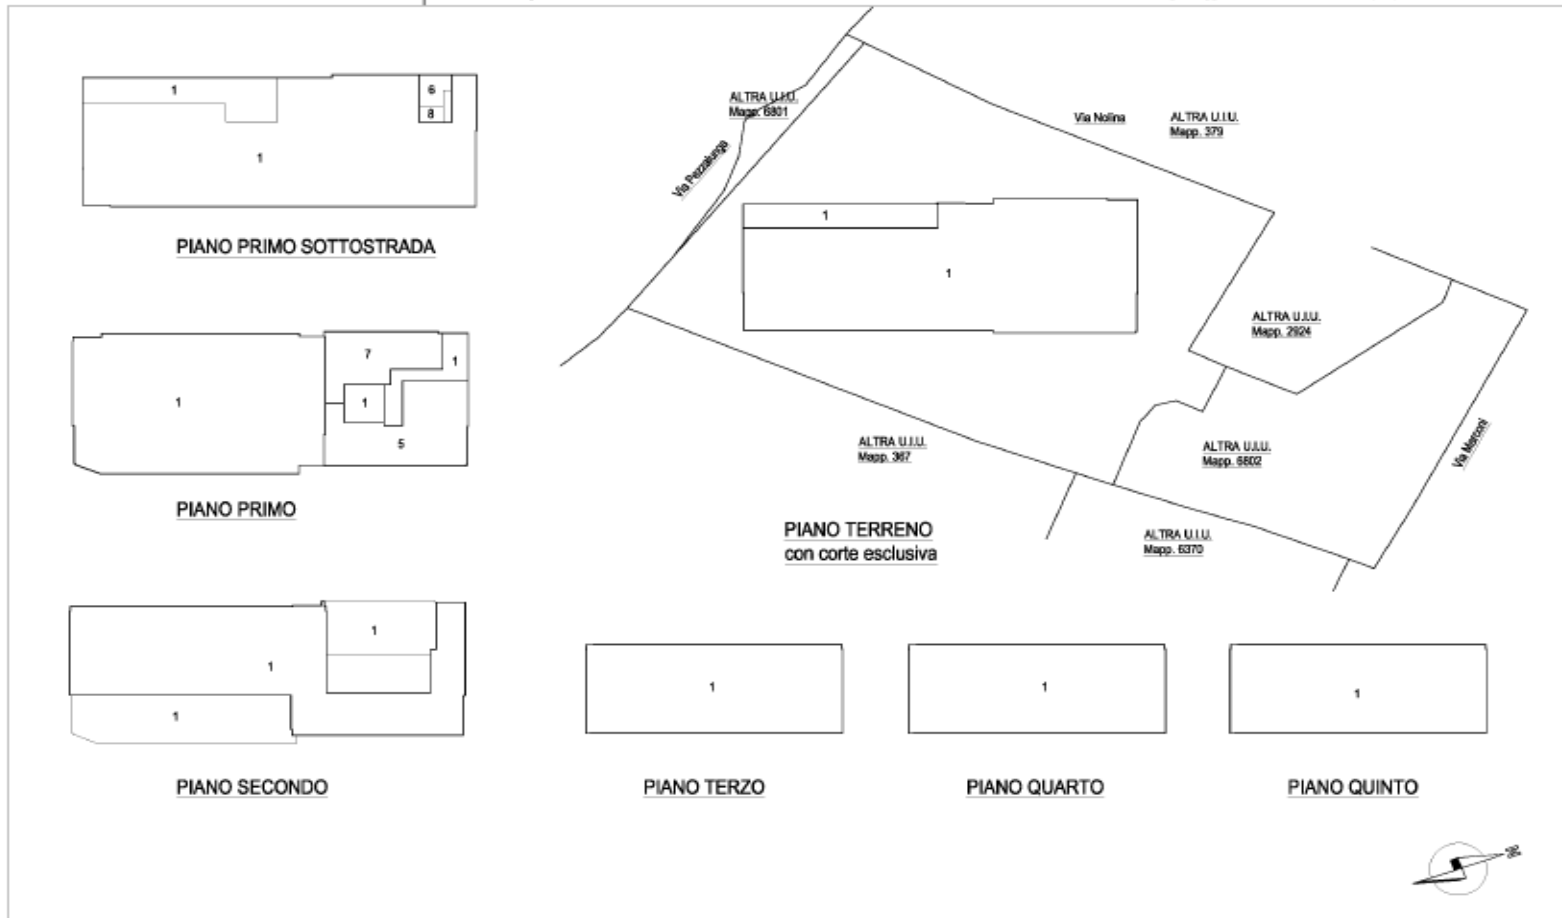 1
6
8
1
PIANO PRIMO SOTTOSTRADA
ALTRA U.I.U.
Mapp. 6801
Via Pezzalunga
Via Nolina
ALTRA U.I.U.
Mapp. 379
1
1
ALTRA U.I.U.
Mapp. 2924
7
1
1
1
5
PIANO PRIMO
ALTRA U.I.U.
Mapp. 367
ALTRA U.I.U.
Mapp. 6802
Via Marconi
PIANO TERRENO
con corte esclusiva
ALTRA U.I.U.
Mapp. 6370
1
1
1
PIANO SECONDO
1
PIANO TERZO
1
PIANO QUARTO
1
PIANO QUINTO
N